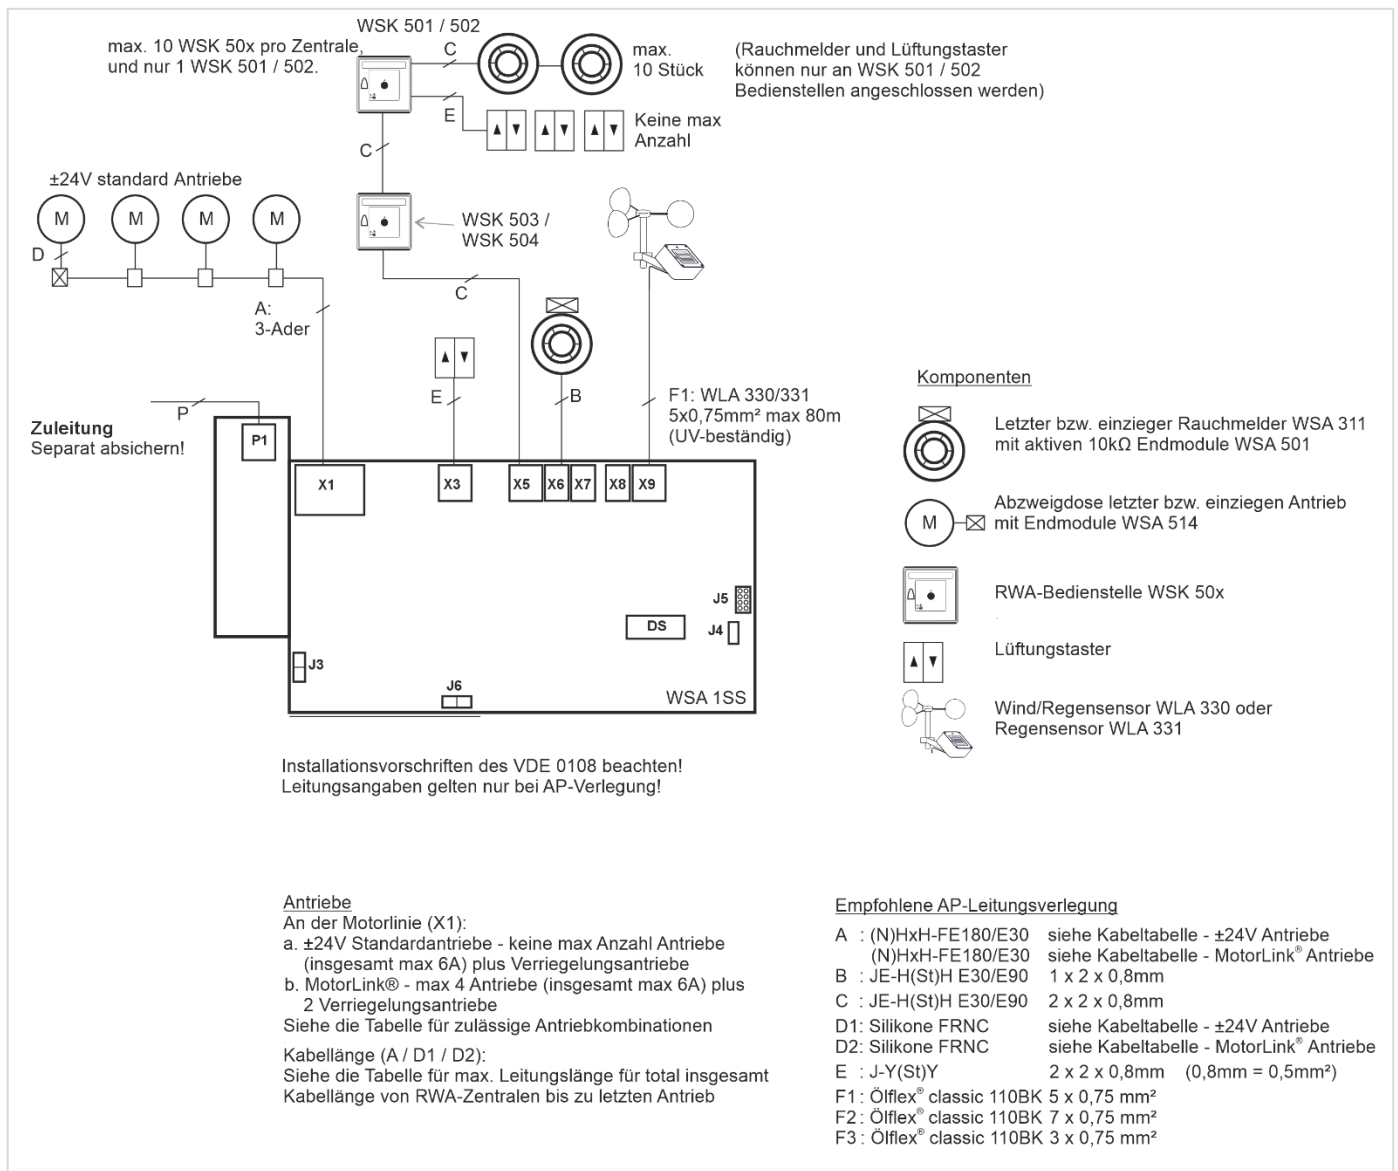 WSK 501 / 502
max. 10 WSK 50x pro Zentrale,
und nur 1 WSK 501 / 502.
C
E
max.
10 Stück
(Rauchmelder und Lüftungstaster
können nur an WSK 501 / 502
Bedienstellen angeschlossen werden)
Keine max
Anzahl
C
±24V standard Antriebe
M M M M
D
WSK 503 /
WSK 504
C
A:
3-Ader
E
B
F1: WLA 330/331
5x0,75mm² max 80m
(UV-beständig)
P
Zuleitung
Separat absichern!
P1
X1 X3 X5 X6 X7 X8 X9
J5
DS
J4
J3
J6
WSA 1SS
Komponenten
Letzter bzw. einzieger Rauchmelder WSA 311
mit aktiven 10kΩ Endmodule WSA 501
Abzweigdose letzter bzw. einziegen Antrieb
M
mit Endmodule WSA 514
RWA-Bedienstelle WSK 50x
Lüftungstaster
Wind/Regensensor WLA 330 oder
Regensensor WLA 331
Installationsvorschriften des VDE 0108 beachten!
Leitungsangaben gelten nur bei AP-Verlegung!
Antriebe
An der Motorlinie (X1):
a. ±24V Standardantriebe - keine max Anzahl Antriebe
(insgesamt max 6A) plus Verriegelungsantriebe
b. MotorLink® - max 4 Antriebe (insgesamt max 6A) plus
2 Verriegelungsantriebe
Siehe die Tabelle für zulässige Antriebkombinationen
Kabellänge (A / D1 / D2):
Siehe die Tabelle für max. Leitungslänge für total insgesamt
Kabellänge von RWA-Zentralen bis zu letzten Antrieb
Empfohlene AP-Leitungsverlegung
A : (N)HxH-FE180/E30 siehe Kabeltabelle - ±24V Antriebe
(N)HxH-FE180/E30 siehe Kabeltabelle - MotorLink® Antriebe
B : JE-H(St)H E30/E90 1 x 2 x 0,8mm
C : JE-H(St)H E30/E90 2 x 2 x 0,8mm
D1: Silikone FRNC siehe Kabeltabelle - ±24V Antriebe
D2: Silikone FRNC siehe Kabeltabelle - MotorLink® Antriebe
E : J-Y(St)Y 2 x 2 x 0,8mm (0,8mm = 0,5mm²)
F1: Ölflex® classic 110BK 5 x 0,75 mm²
F2: Ölflex® classic 110BK 7 x 0,75 mm²
F3: Ölflex® classic 110BK 3 x 0,75 mm²